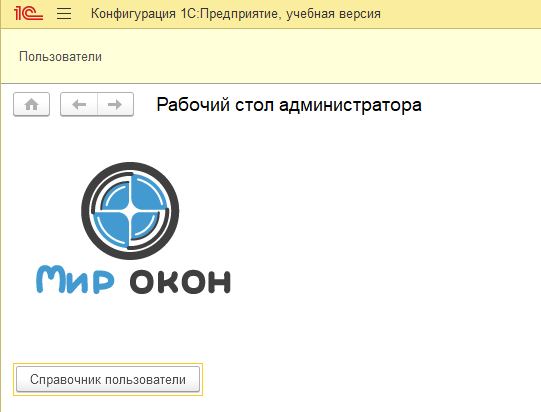 1С Конфигурация 1С:Предприятие, учебная версия
Пользователи
Рабочий стол администратора
Мир окон
Справочник пользователи